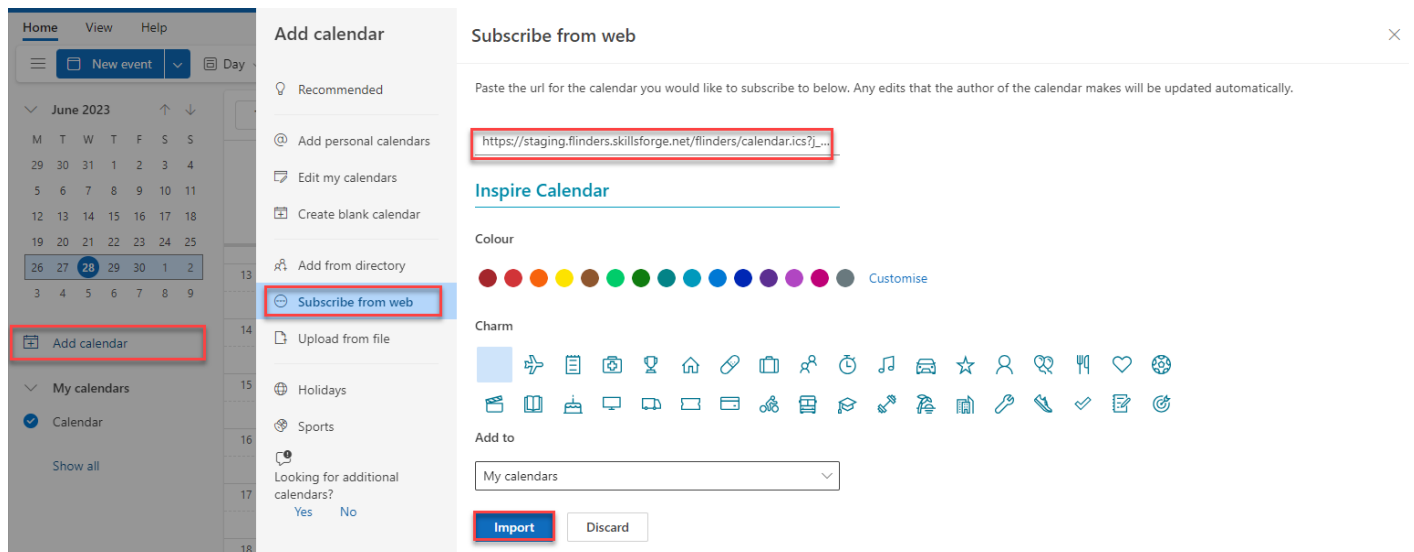 Home View Help
New event
Day
June 2023
M T W T F S S
29 30 31 1 2 3 4
5 6 7 8 9 10 11
12 13 14 15 16 17 18
19 20 21 22 23 24 25
26 27 28 29 30 1 2
3 4 5 6 7 8 9
Add calendar
My calendars
Calendar
Show all
13
14
15
16
17
18
Add calendar
Recommended
Add personal calendars
Edit my calendars
Create blank calendar
Add from directory
Subscribe from web
Upload from file
Holidays
Sports
Looking for additional
calendars?
Yes No
Subscribe from web
Paste the url for the calendar you would like to subscribe to below. Any edits that the author of the calendar makes will be updated automatically.
https://staging.flinders.skillsforge.net/flinders/calendar.ics?j_...
Inspire Calendar
Colour
Customise
Charm
Add to
My calendars
Import Discard